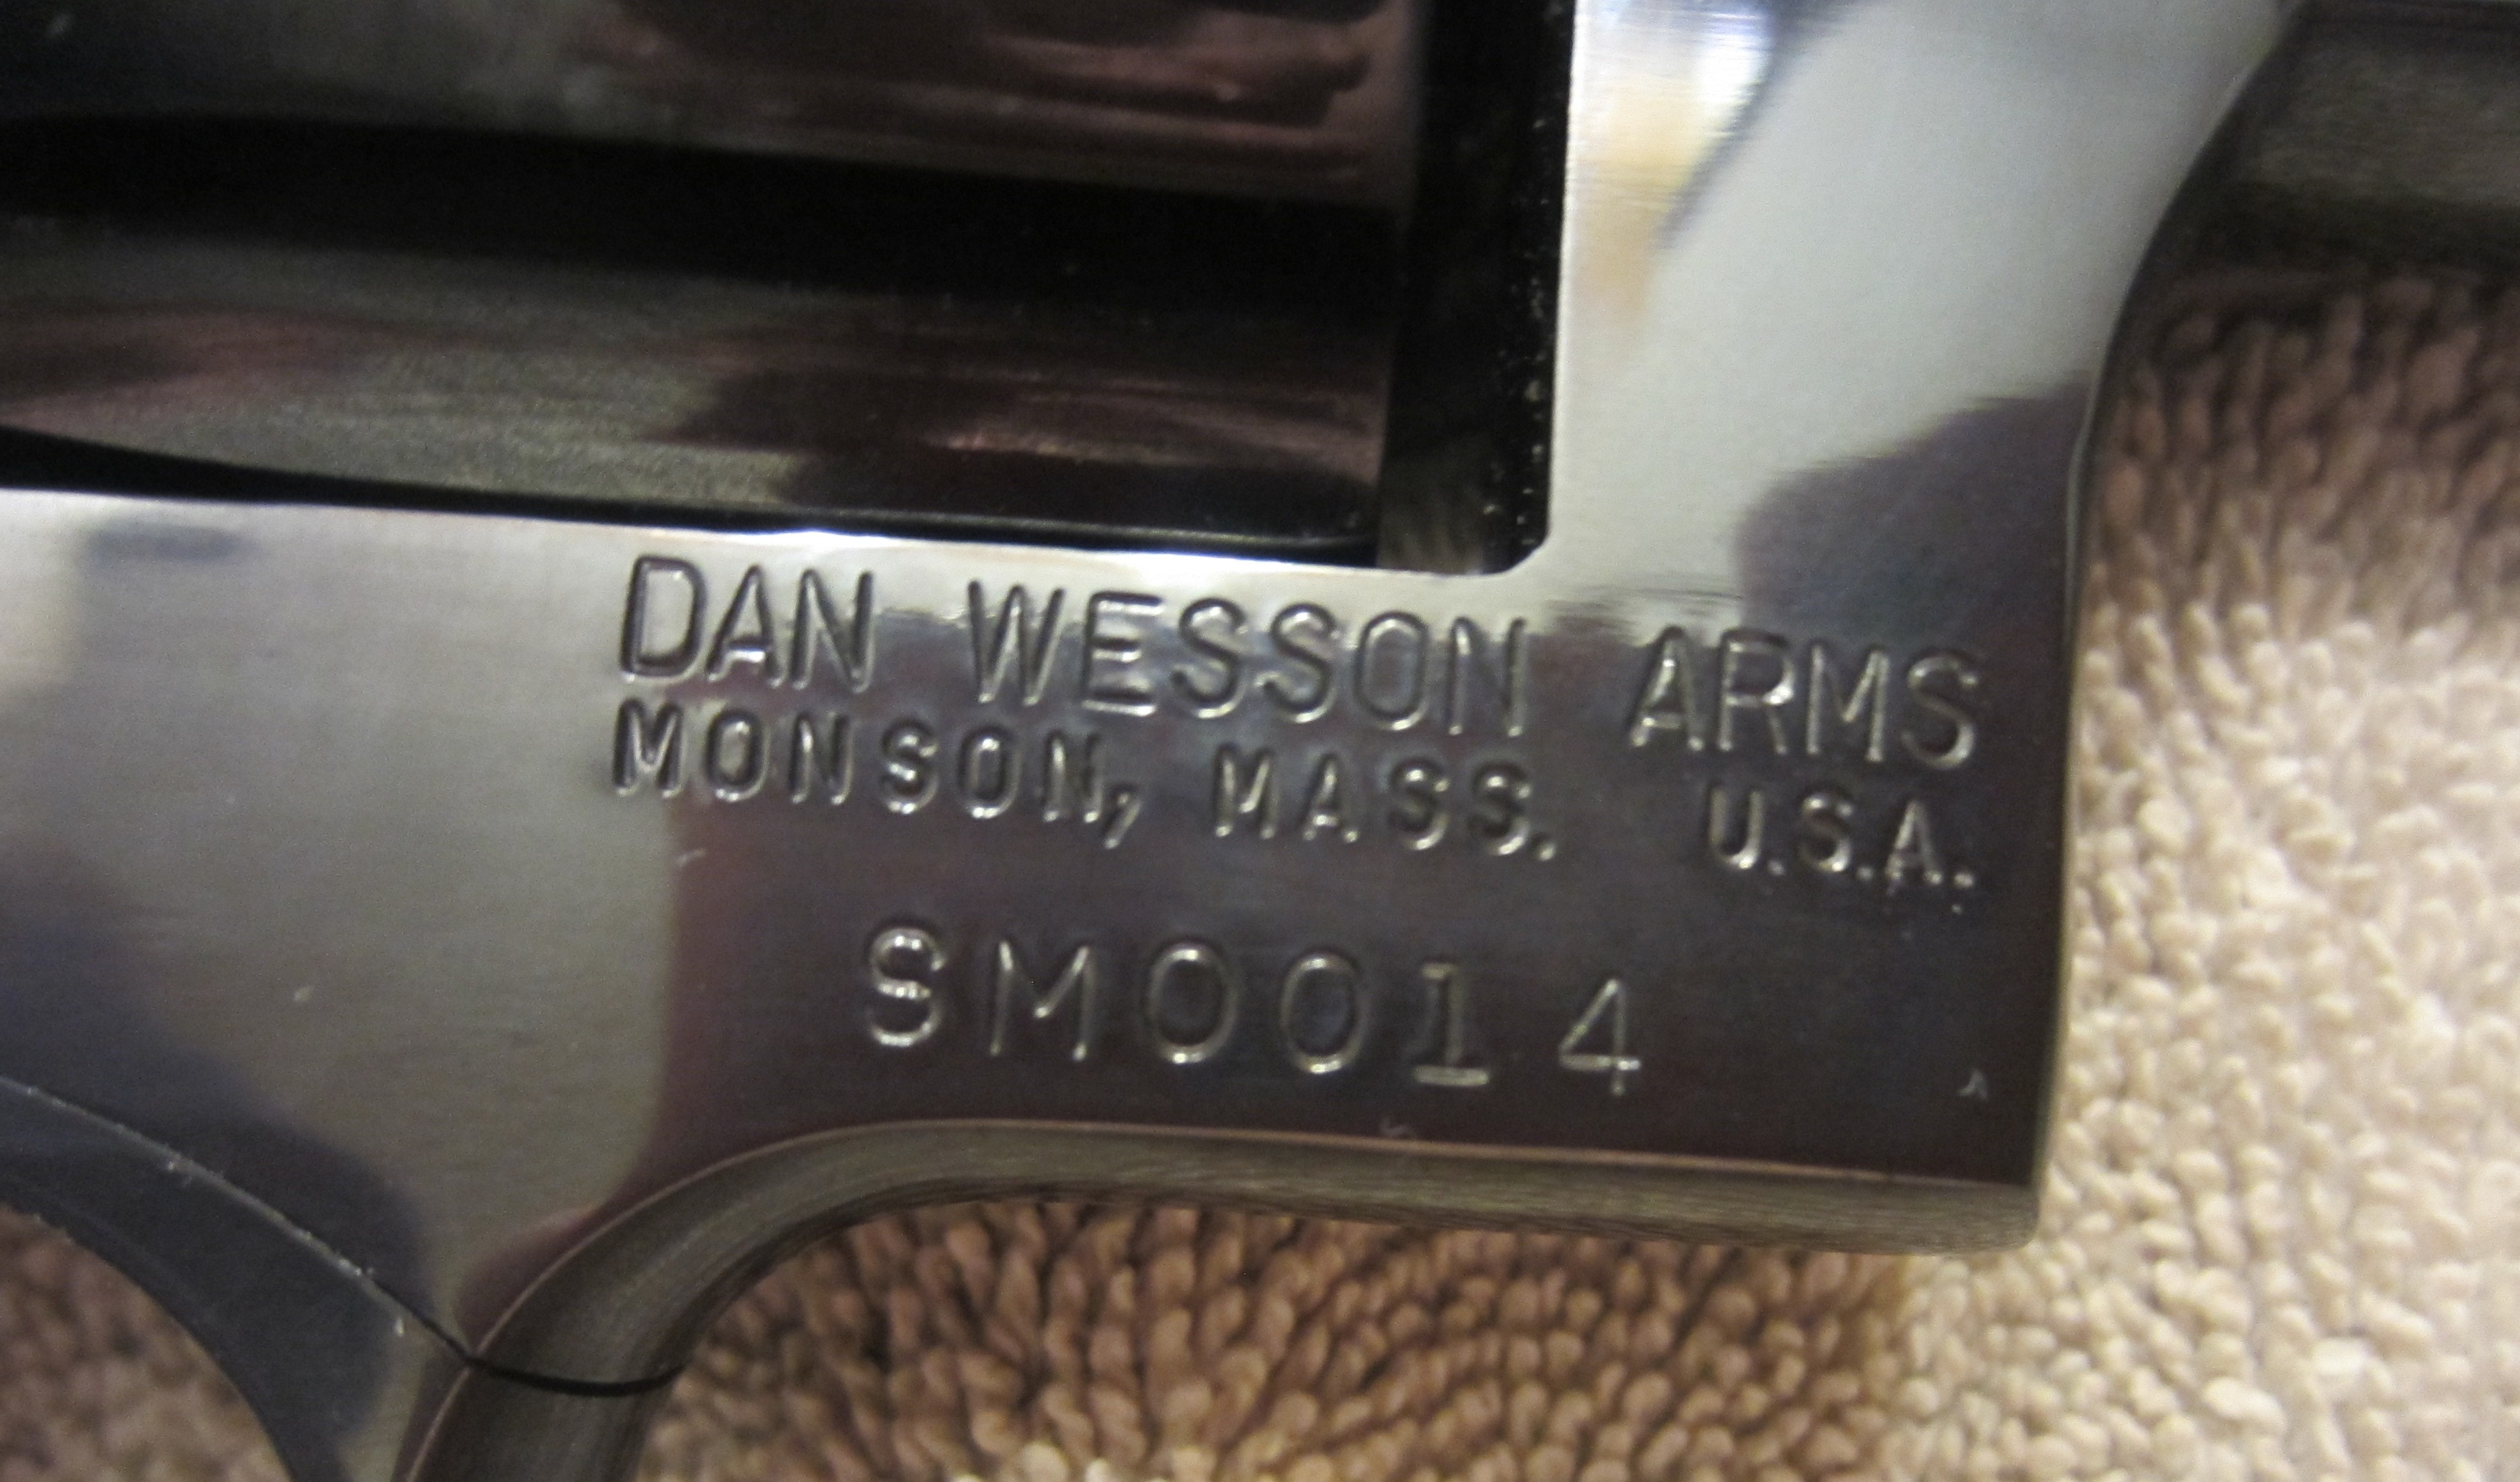 DAN WESSON ARMS
MONSON, MASS. U.S.A.
SM0014